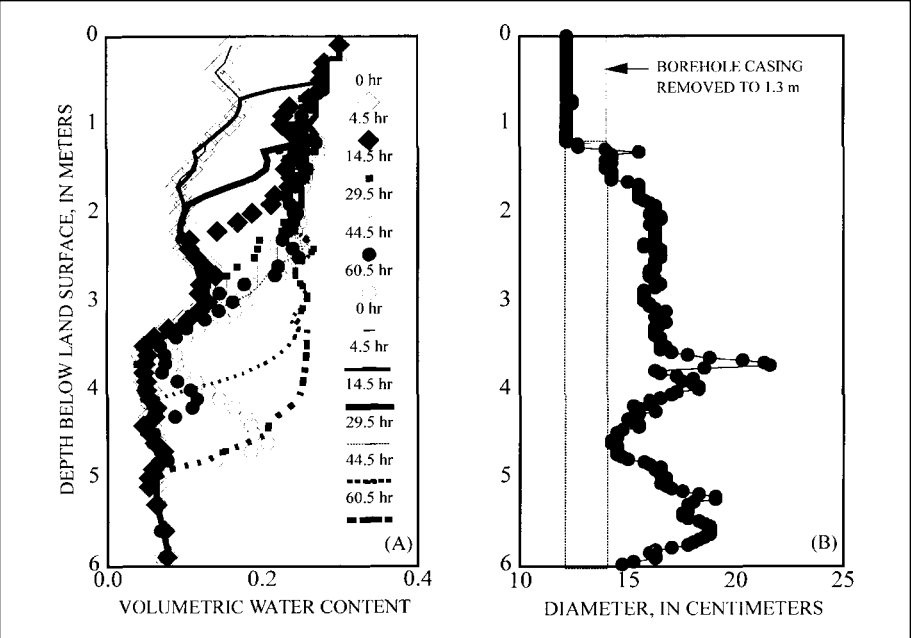 0
1
2
3
4
5
6
DEPTH BELOW LAND SURFACE, IN METERS
0 hr
4.5 hr
14.5 hr
29.5 hr
44.5 hr
60.5 hr
0 hr
4.5 hr
14.5 hr
29.5 hr
44.5 hr
60.5 hr
(A)
0.0
0.2
0.4
VOLUMETRIC WATER CONTENT
0
1
2
3
4
5
6
BOREHOLE CASING
REMOVED TO 1.3 m
(B)
10
15
20
25
DIAMETER, IN CENTIMETERS